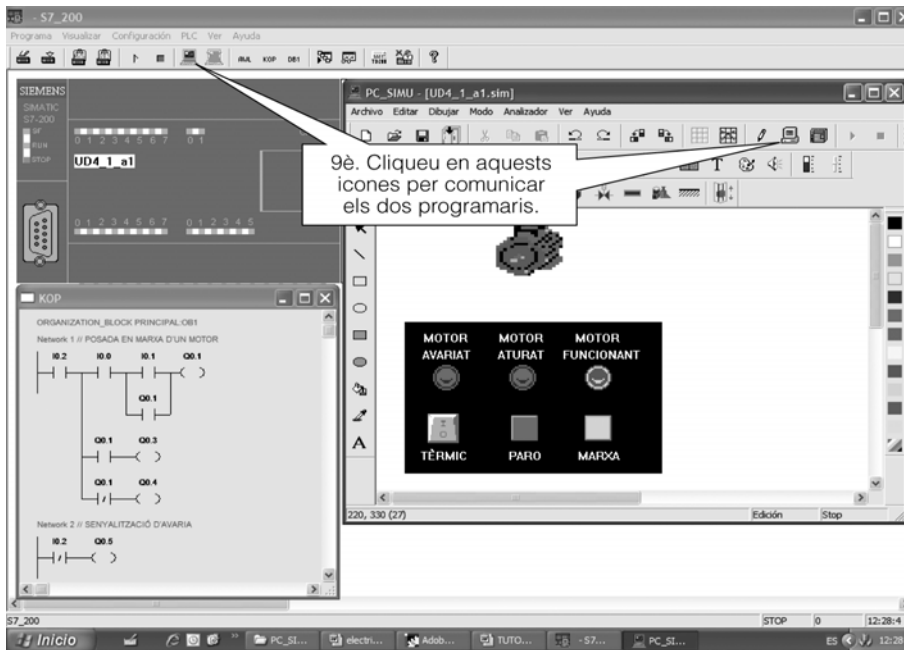 - S7_200
Programa Visualizar Configuración PLC Ver Ayuda
AWL KOP DB1
SIEMENS
SIMATIC
S7-200
SF
RUN
STOP
0 1 2 3 4 5 6 7 0 1
UD4_1_a1
0 1 2 3 4 5 6 7 0 1 2 3 4 5
PC_SIMU - [UD4_1_a1.sim]
Archivo Editar Dibujar Modo Analizador Ver Ayuda
T
9è. Cliqueu en aquests
icones per comunicar
els dos programaris.
A
MOTOR AVARIAT
MOTOR ATURAT
MOTOR FUNCIONANT
TÈRMIC
PARO
MARXA
220, 330 (27)
Edición Stop
KOP
ORGANIZATION_BLOCK PRINCIPAL:OB1
Network 1 // POSADA EN MARXA D'UN MOTOR
I0.2 I0.0 I0.1 Q0.1
Q0.1
Q0.1 Q0.3
Q0.1 Q0.4
Network 2 // SENYALITZACIÓ D'AVARIA
I0.2 Q0.5
S7_200
STOP 0 12:28:4
Inicio
PC_SI... electri... Adob... TUTO... - S7... PC_SI...
ES 12:28